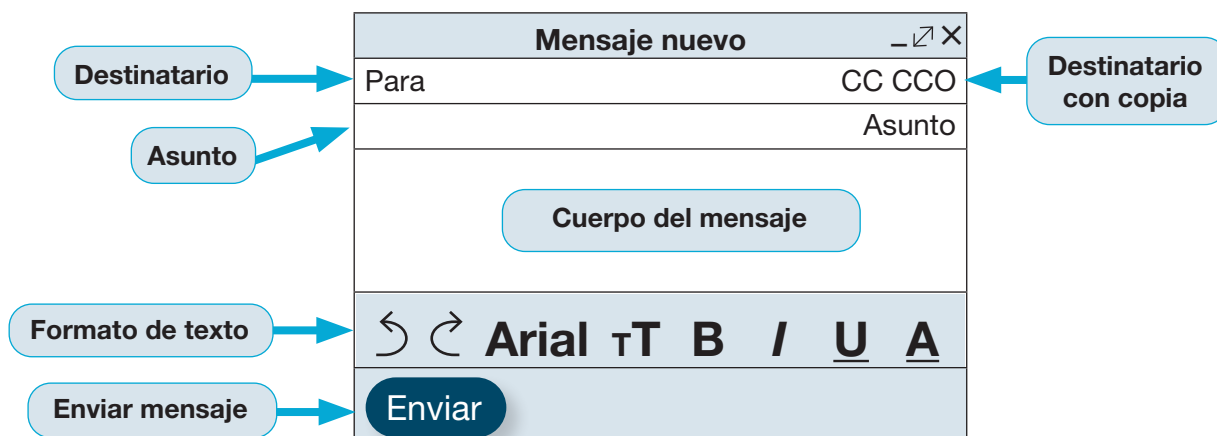 Mensaje nuevo
Destinatario
Para
CC CCO
Destinatario
con copia
Asunto
Asunto
Cuerpo del mensaje
Formato de texto
Arial TT B I U A
Enviar mensaje
Enviar